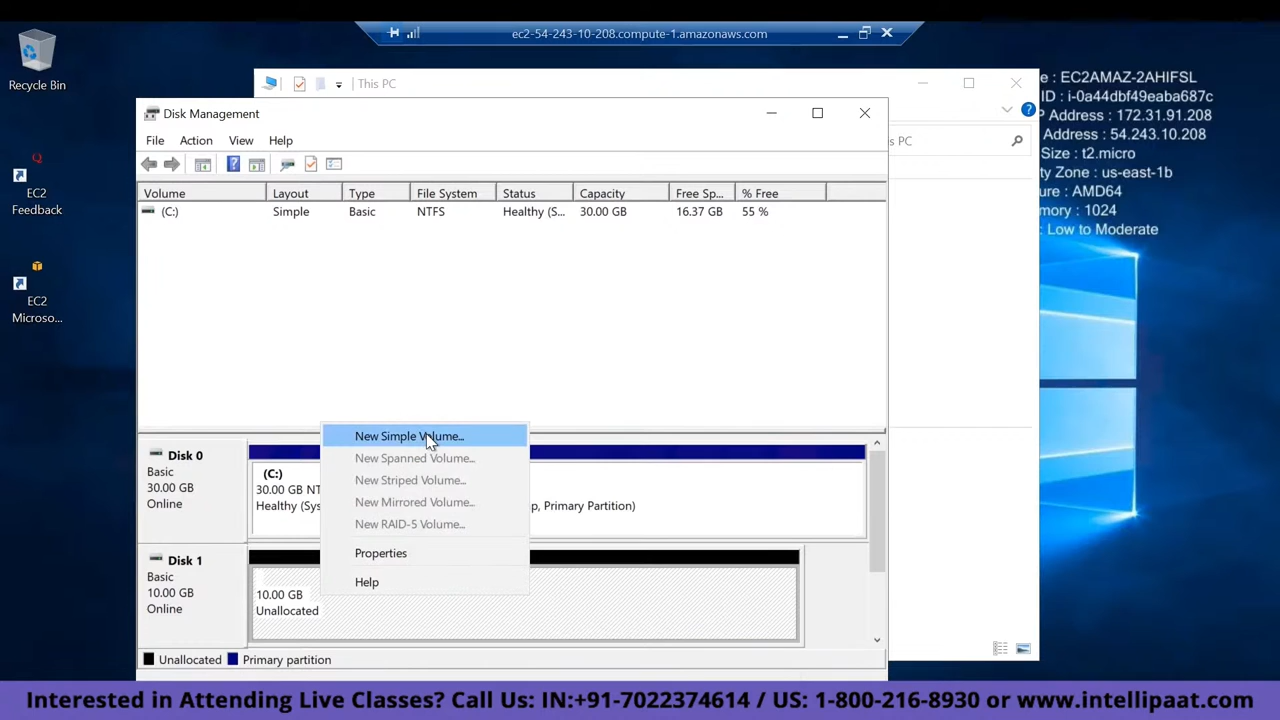 ec2-54-243-10-208.compute-1.amazonaws.com
Recycle Bin
EC2
Feedback
EC2
Microso...
This PC
e : EC2AMAZ-2AHIFSL
ID : i-0a44dbf49eaba687c
P Address : 172.31.91.208
Address : 54.243.10.208
Size : t2.micro
y Zone : us-east-1b
ure : AMD64
mory : 1024
: Low to Moderate
s PC
Disk Management
File Action View Help
Volume Layout Type File System Status Capacity Free Sp... % Free
(C:) Simple Basic NTFS Healthy (S... 30.00 GB 16.37 GB 55 %
New Simple Volume...
New Spanned Volume...
New Striped Volume...
New Mirrored Volume...
New RAID-5 Volume...
Properties
Help
Disk 0
Basic
30.00 GB
Online
(C:)
30.00 GB NT
Healthy (Sys p, Primary Partition)
Disk 1
Basic
10.00 GB
Online
10.00 GB
Unallocated
Unallocated Primary partition
Interested in Attending Live Classes? Call Us: IN:+91-7022374614 / US: 1-800-216-8930 or www.intellipaat.com